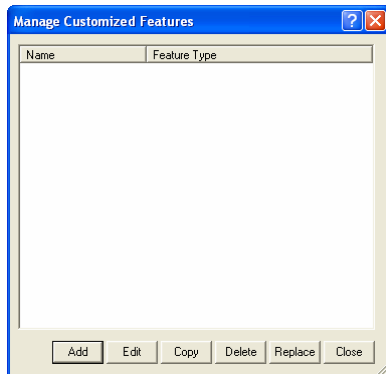 Manage Customized Features
Name Feature Type
Add Edit Copy Delete Replace Close